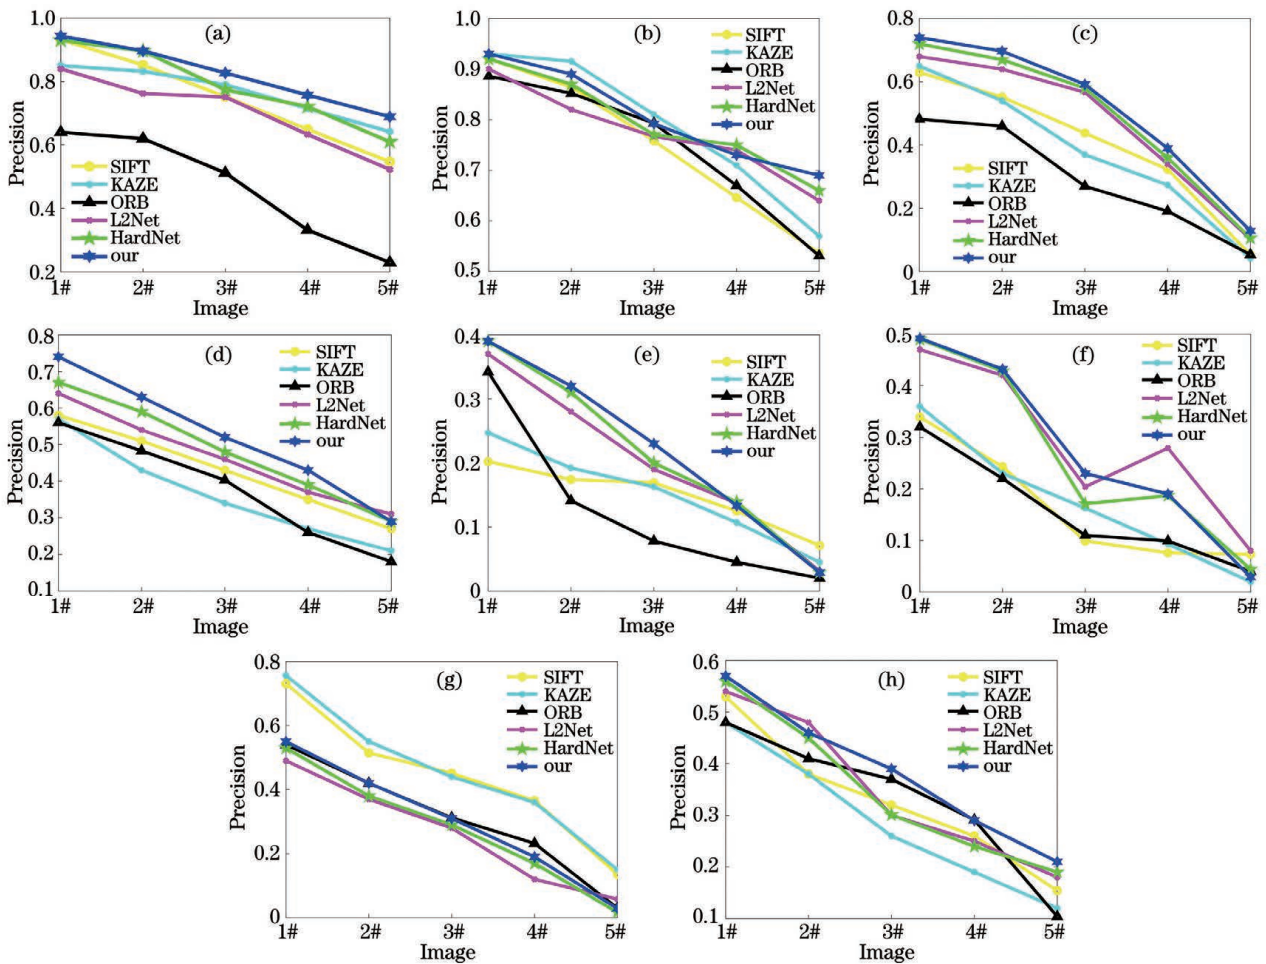 (a)
Precision
1.0
0.8
0.6
0.4
0.2
SIFT
KAZE
ORB
L2Net
HardNet
our
1# 2# 3# 4# 5#
Image
(b)
Precision
1.0
0.9
0.8
0.7
0.6
0.5
SIFT
KAZE
ORB
L2Net
HardNet
our
1# 2# 3# 4# 5#
Image
(c)
Precision
0.8
0.6
0.4
0.2
0
SIFT
KAZE
ORB
L2Net
HardNet
our
1# 2# 3# 4# 5#
Image
(d)
Precision
0.8
0.7
0.6
0.5
0.4
0.3
0.2
0.1
SIFT
KAZE
ORB
L2Net
HardNet
our
1# 2# 3# 4# 5#
Image
(e)
Precision
0.4
0.3
0.2
0.1
0
SIFT
KAZE
ORB
L2Net
HardNet
our
1# 2# 3# 4# 5#
Image
(f)
Precision
0.5
0.4
0.3
0.2
0.1
0
SIFT
KAZE
ORB
L2Net
HardNet
our
1# 2# 3# 4# 5#
Image
(g)
Precision
0.8
0.6
0.4
0.2
0
SIFT
KAZE
ORB
L2Net
HardNet
our
1# 2# 3# 4# 5#
Image
(h)
Precision
0.6
0.5
0.4
0.3
0.2
0.1
SIFT
KAZE
ORB
L2Net
HardNet
our
1# 2# 3# 4# 5#
Image